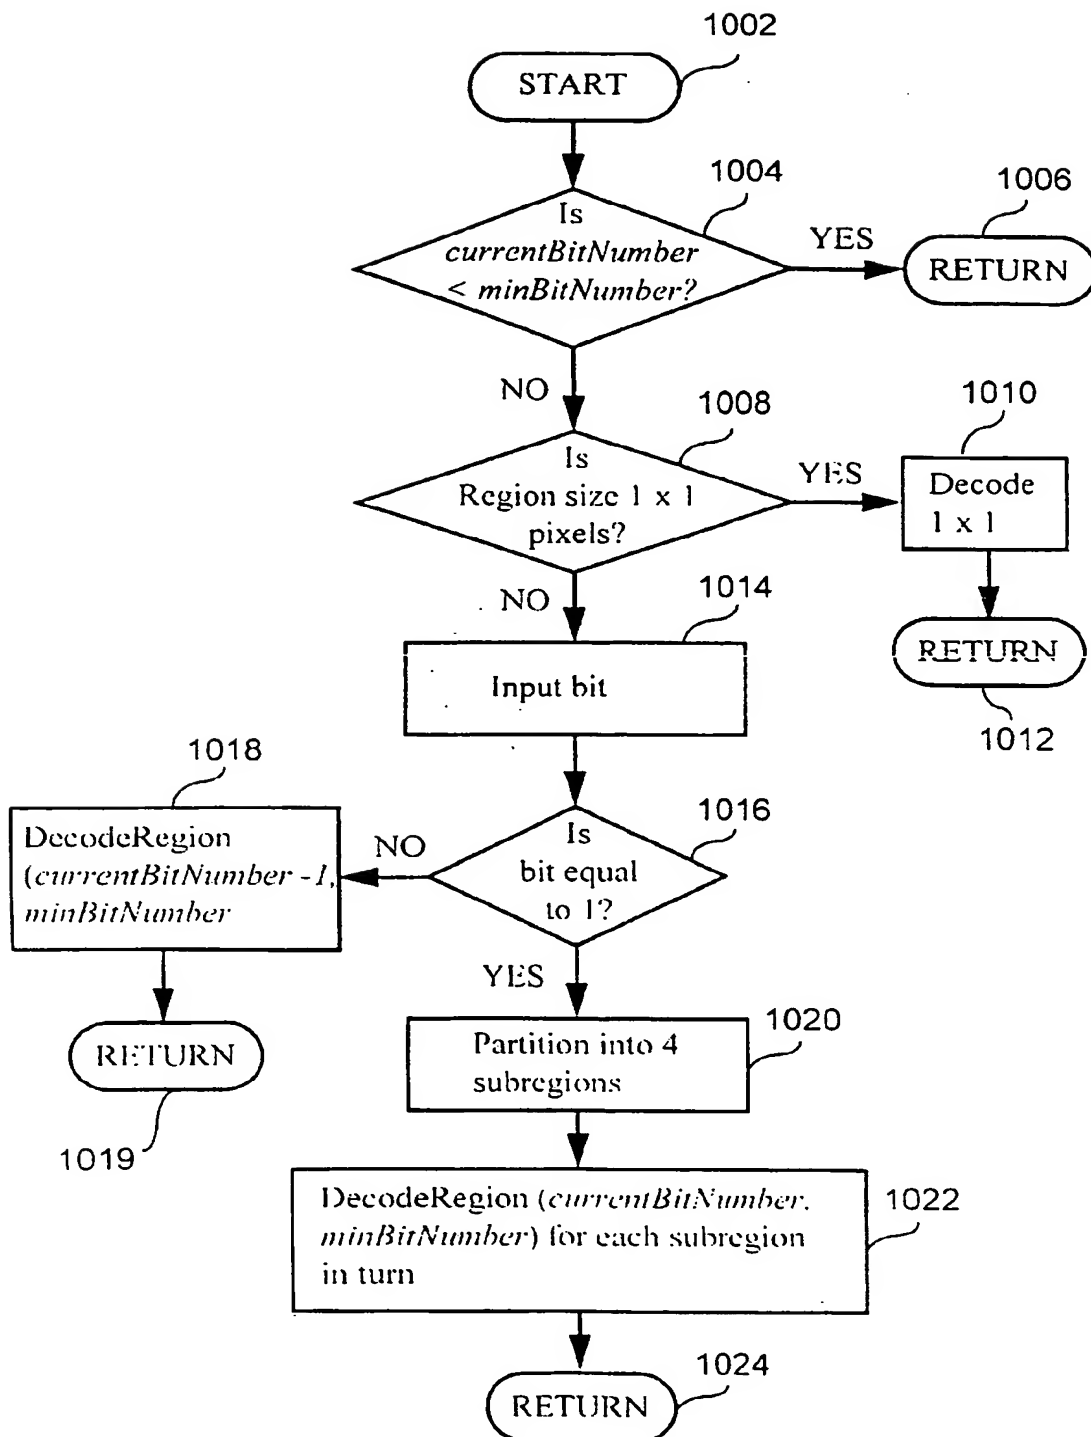 1002
START
1004
Is
currentBitNumber
< minBitNumber?
YES
1006
RETURN
NO
1008
Is
Region size 1 x 1
pixels?
YES
1010
Decode
1 x 1
NO
1014
Input bit
RETURN
1012
1018
DecodeRegion
(currentBitNumber -1,
minBitNumber
NO
1016
Is
bit equal
to 1?
YES
RETURN
1019
1020
Partition into 4
subregions
1022
DecodeRegion (currentBitNumber,
minBitNumber) for each subregion
in turn
1024
RETURN